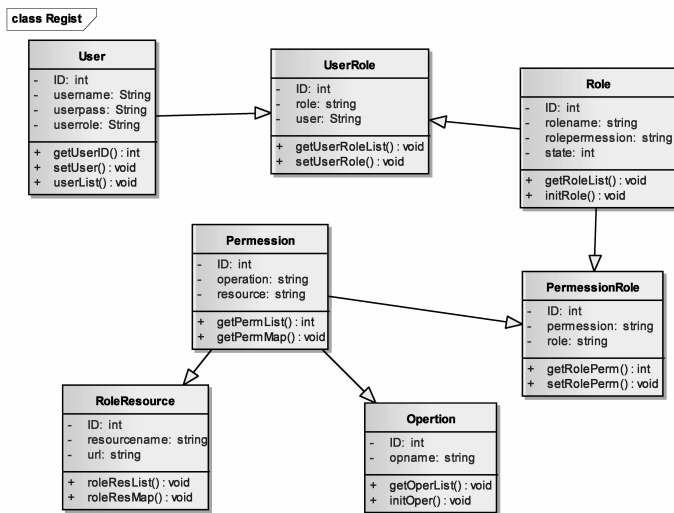 class Regist
User
- ID: int
- username: String
- userpass: String
- userrole: String
+ getUserID() : int
+ setUser() : void
+ userList() : void
UserRole
- ID: int
- role: string
- user: String
+ getUserRoleList() : void
+ setUserRole() : void
Role
- ID: int
- rolename: string
- rolepermession: string
- state: int
+ getRoleList() : void
+ initRole() : void
Permession
- ID: int
- operation: string
- resource: string
+ getPermList() : int
+ getPermMap() : void
PermessionRole
- ID: int
- permession: string
- role: string
+ getRolePerm() : int
+ setRolePerm() : void
RoleResource
- ID: int
- resourcename: string
- url: string
+ roleResList() : void
+ roleResMap() : void
Opertion
- ID: int
- opname: string
+ getOperList() : void
+ initOper() : void